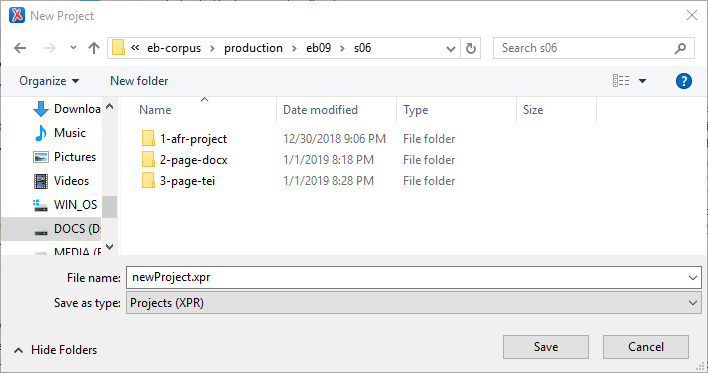 New Project
« eb-corpus › production › eb09 › s06
Search s06
Organize
New folder
?
Name Date modified Type Size
Downloa
Music
Pictures
Videos
WIN_OS (
DOCS (D:
MEDIA (F
1-afr-project 12/30/2018 9:06 PM File folder
2-page-docx 1/1/2019 8:18 PM File folder
3-page-tei 1/1/2019 8:28 PM File folder
File name: newProject.xpr
Save as type: Projects (XPR)
Hide Folders
Save
Cancel